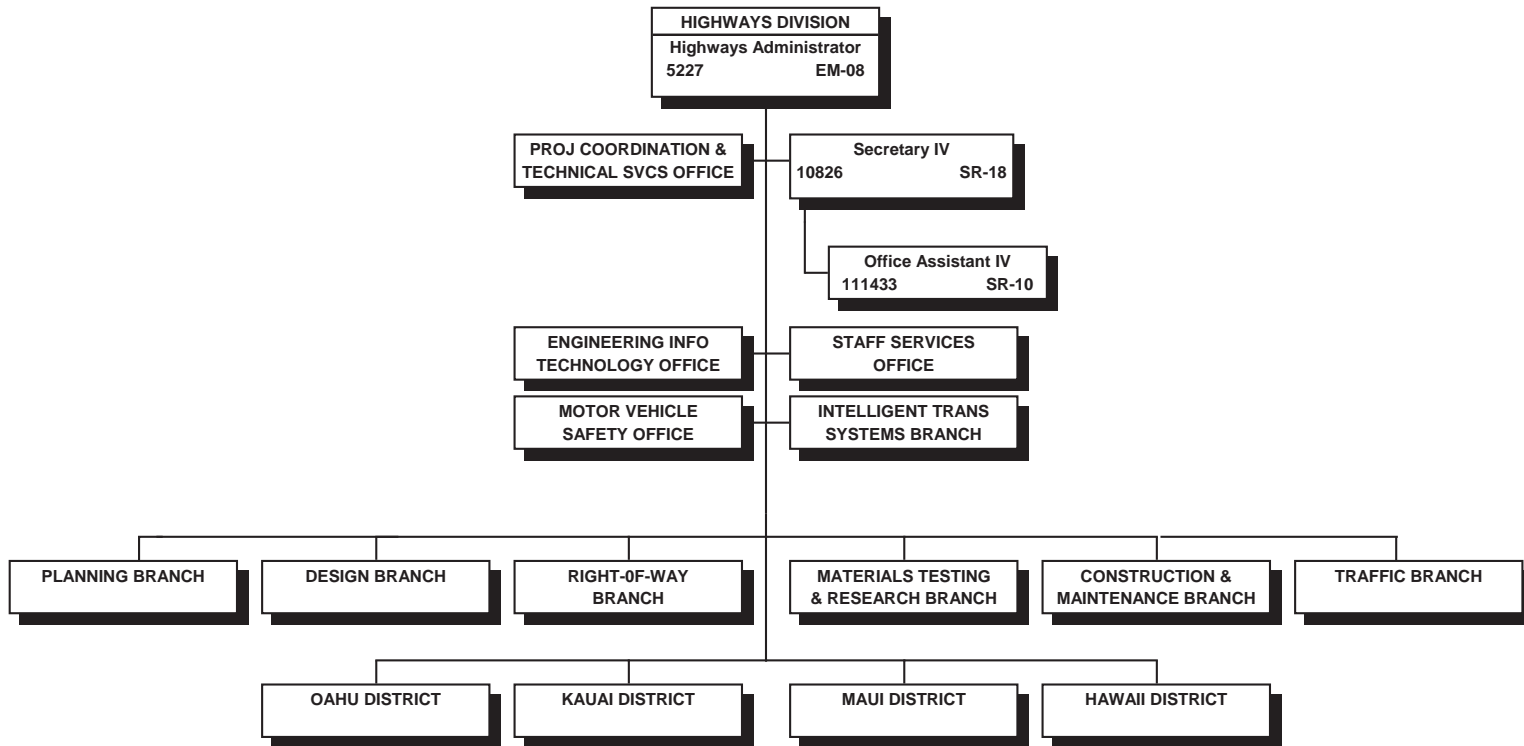 HIGHWAYS DIVISION
Highways Administrator
5227 EM-08
PROJ COORDINATION &
TECHNICAL SVCS OFFICE
Secretary IV
10826 SR-18
Office Assistant IV
111433 SR-10
ENGINEERING INFO
TECHNOLOGY OFFICE
STAFF SERVICES
OFFICE
MOTOR VEHICLE
SAFETY OFFICE
INTELLIGENT TRANS
SYSTEMS BRANCH
PLANNING BRANCH
DESIGN BRANCH
RIGHT-0F-WAY
BRANCH
MATERIALS TESTING
& RESEARCH BRANCH
CONSTRUCTION &
MAINTENANCE BRANCH
TRAFFIC BRANCH
OAHU DISTRICT
KAUAI DISTRICT
MAUI DISTRICT
HAWAII DISTRICT